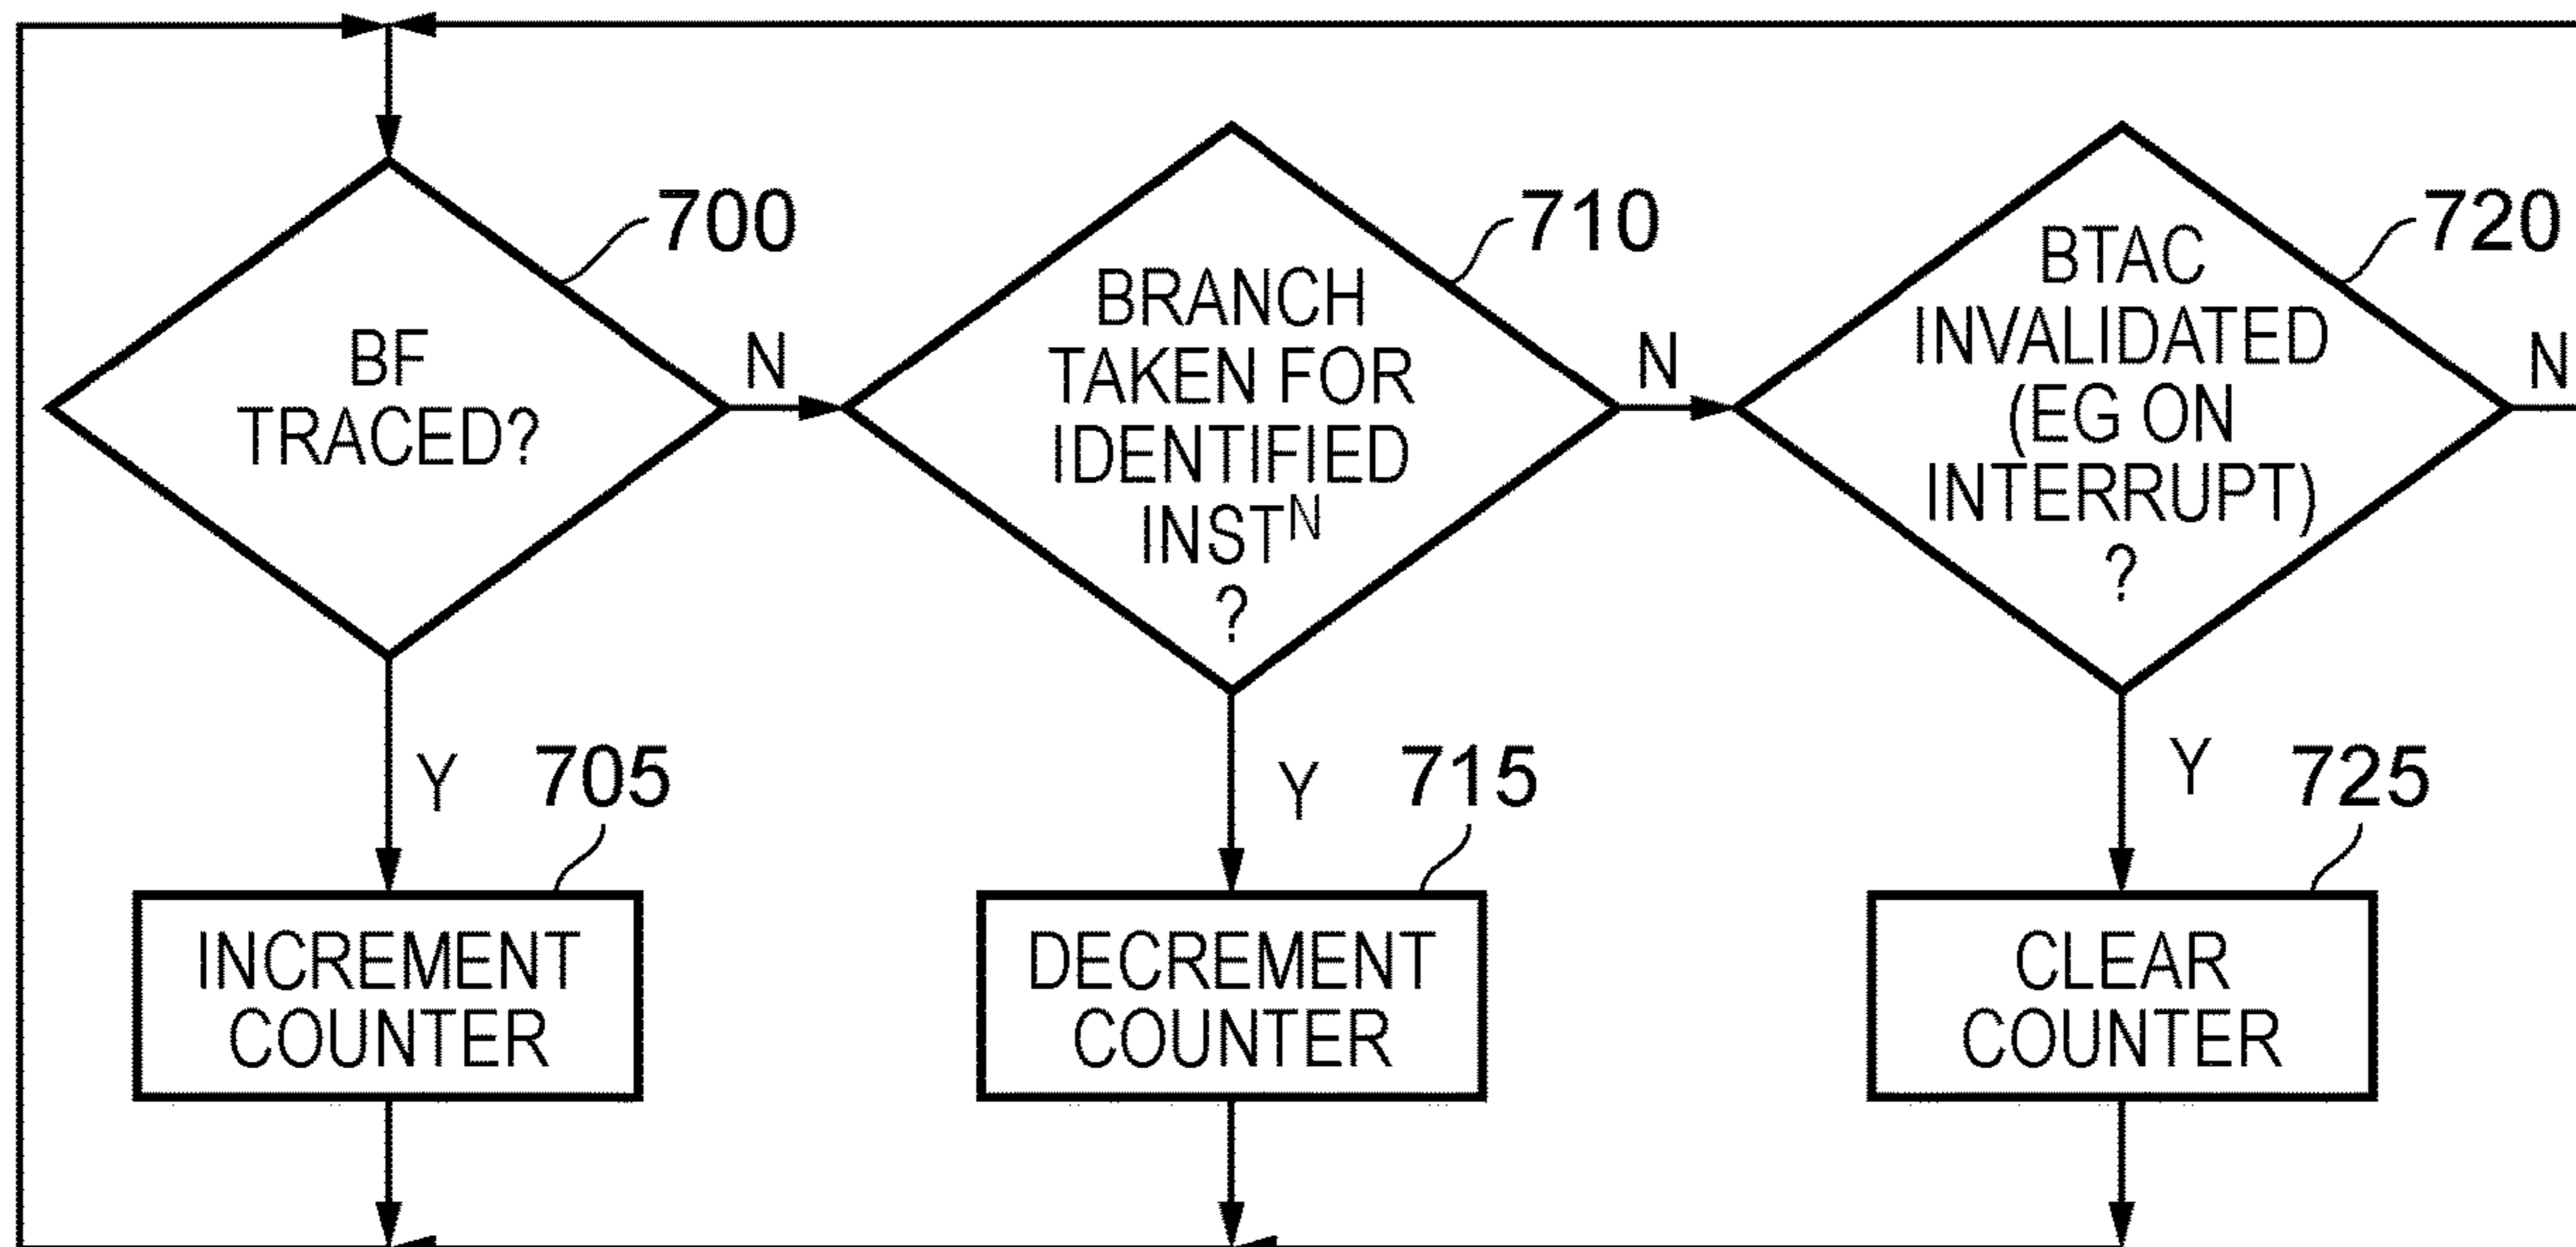 700
BF
TRACED?
N
Y
705
INCREMENT
COUNTER
710
BRANCH
TAKEN FOR
IDENTIFIED
INSTᴺ
?
N
Y
715
DECREMENT
COUNTER
720
BTAC
INVALIDATED
(EG ON
INTERRUPT)
?
N
Y
725
CLEAR
COUNTER